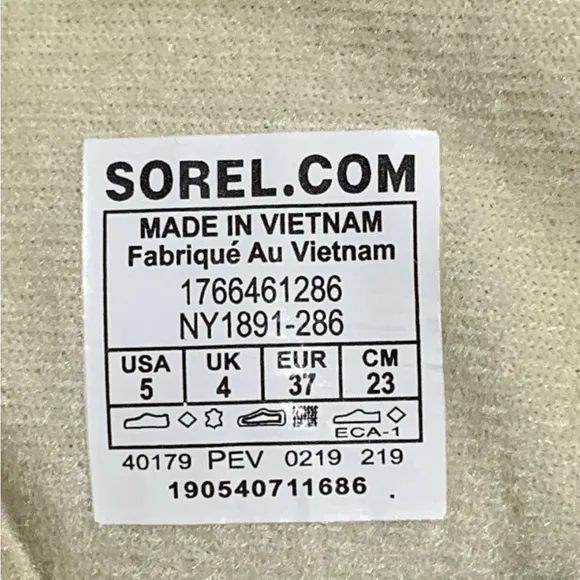 SOREL.COM
MADE IN VIETNAM
Fabriqué Au Vietnam
1766461286
NY1891-286
USA UK EUR CM
5 4 37 23
ECA-1
40179 PEV 0219 219
190540711686 .